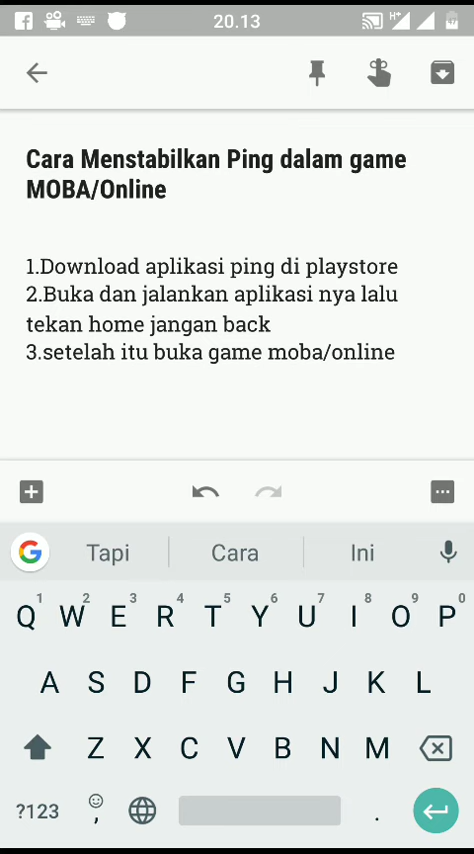 20.13
H+
47
Cara Menstabilkan Ping dalam game
MOBA/Online
1.Download aplikasi ping di playstore
2.Buka dan jalankan aplikasi nya lalu
tekan home jangan back
3.setelah itu buka game moba/online
G Tapi Cara Ini
1 2 3 4 5 6 7 8 9 0
Q W E R T Y U I O P
A S D F G H J K L
Z X C V B N M
?123 , .